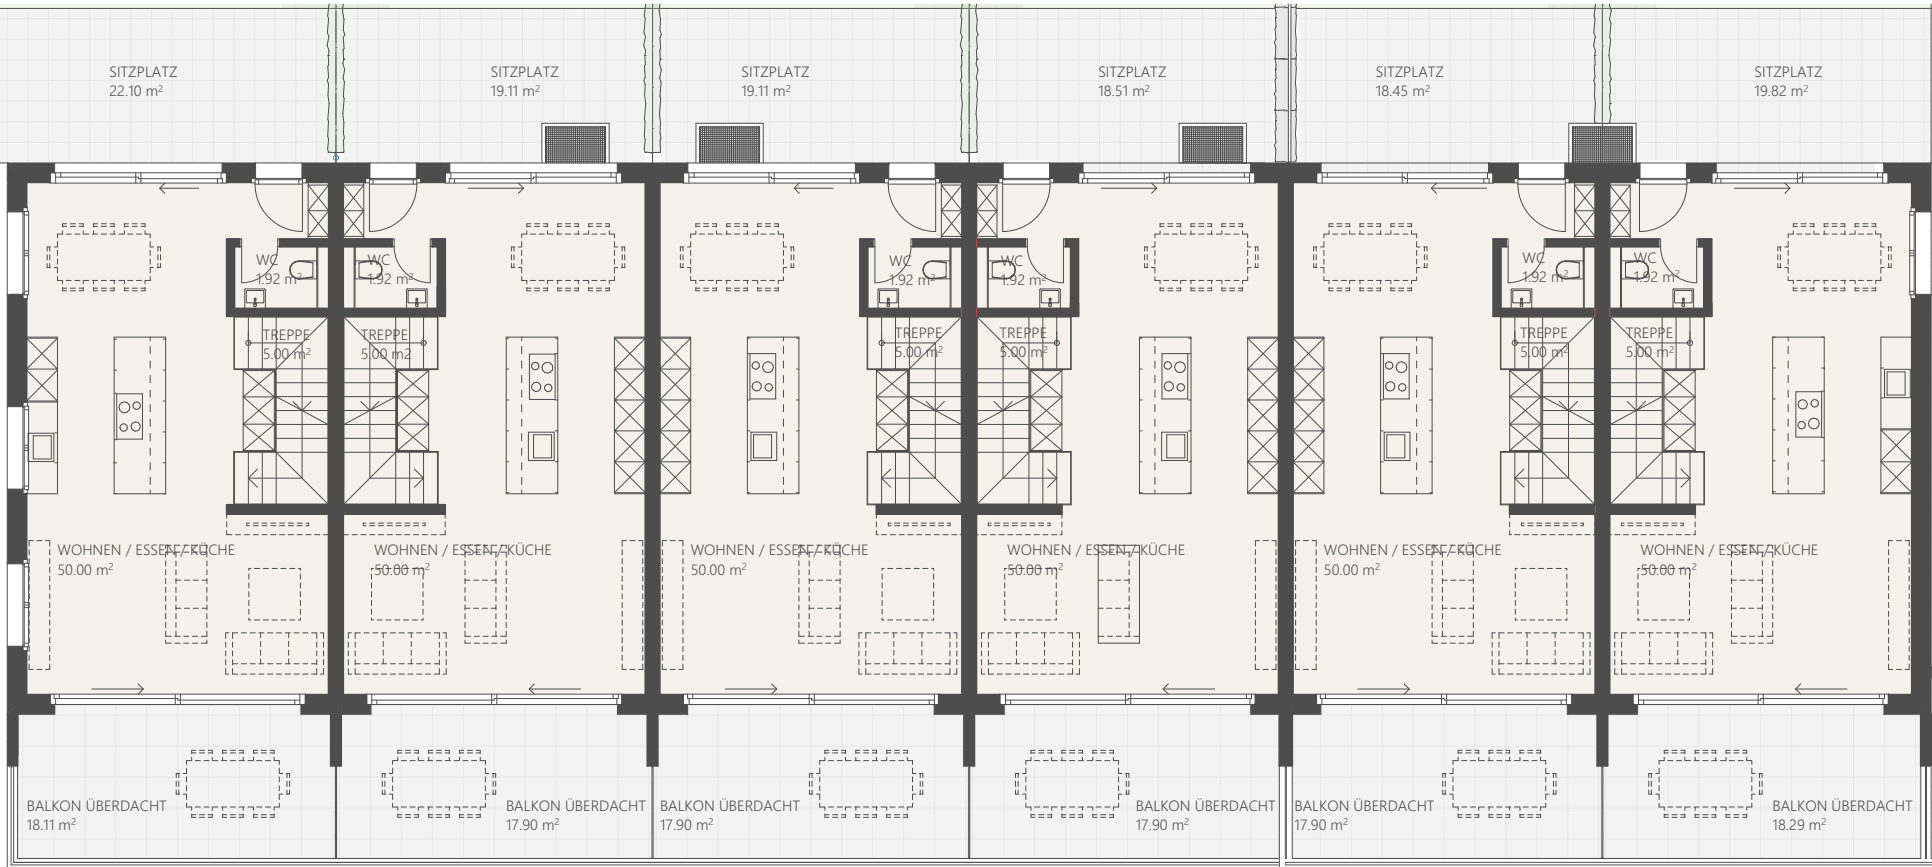 SITZPLATZ
22.10 m²
SITZPLATZ
19.11 m²
SITZPLATZ
19.11 m²
SITZPLATZ
18.51 m²
SITZPLATZ
18.45 m²
SITZPLATZ
19.82 m²
WC
1.92 m²
WC
1.92 m²
WC
1.92 m²
WC
1.92 m²
WC
1.92 m²
WC
1.92 m²
TREPPE
5.00 m²
TREPPE
5.00 m2
TREPPE
5.00 m²
TREPPE
5.00 m²
TREPPE
5.00 m²
TREPPE
5.00 m²
WOHNEN / ESSEN / KÜCHE
50.00 m²
WOHNEN / ESSEN / KÜCHE
50.00 m²
WOHNEN / ESSEN / KÜCHE
50.00 m²
WOHNEN / ESSEN / KÜCHE
50.00 m²
WOHNEN / ESSEN / KÜCHE
50.00 m²
WOHNEN / ESSEN / KÜCHE
50.00 m²
BALKON ÜBERDACHT
18.11 m²
BALKON ÜBERDACHT
17.90 m²
BALKON ÜBERDACHT
17.90 m²
BALKON ÜBERDACHT
17.90 m²
BALKON ÜBERDACHT
17.90 m²
BALKON ÜBERDACHT
18.29 m²